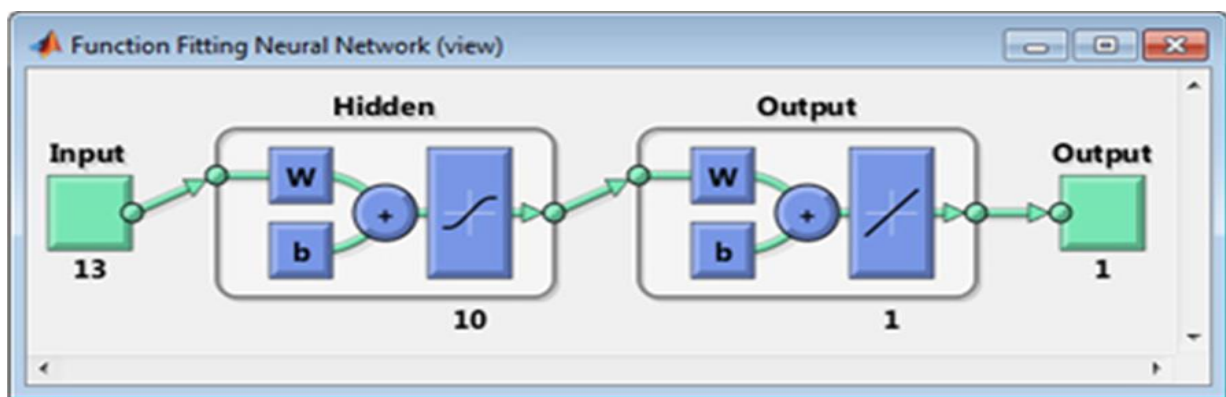 Function Fitting Neural Network (view)
Hidden
Output
Input
Output
W
b
+
W
b
+
13
10
1
1